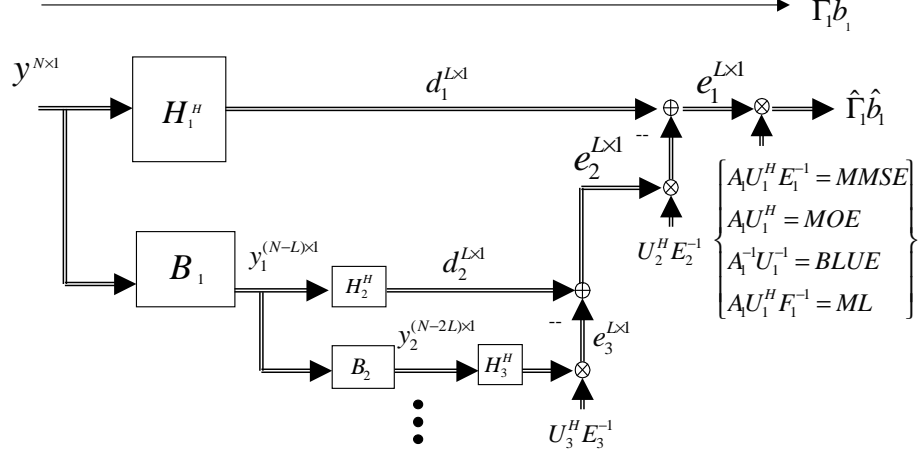 Γ₁b₁
y^{N×1}
H₁^H
d₁^{L×1}
e₁^{L×1}
Γ̂₁b̂₁
--
e₂^{L×1}
A₁U₁^H E₁^{-1} = MMSE
A₁U₁^H = MOE
A₁^{-1}U₁^{-1} = BLUE
A₁U₁^H F₁^{-1} = ML
U₂^H E₂^{-1}
B₁
y₁^{(N-L)×1}
H₂^H
d₂^{L×1}
--
e₃^{L×1}
B₂
y₂^{(N-2L)×1}
H₃^H
U₃^H E₃^{-1}